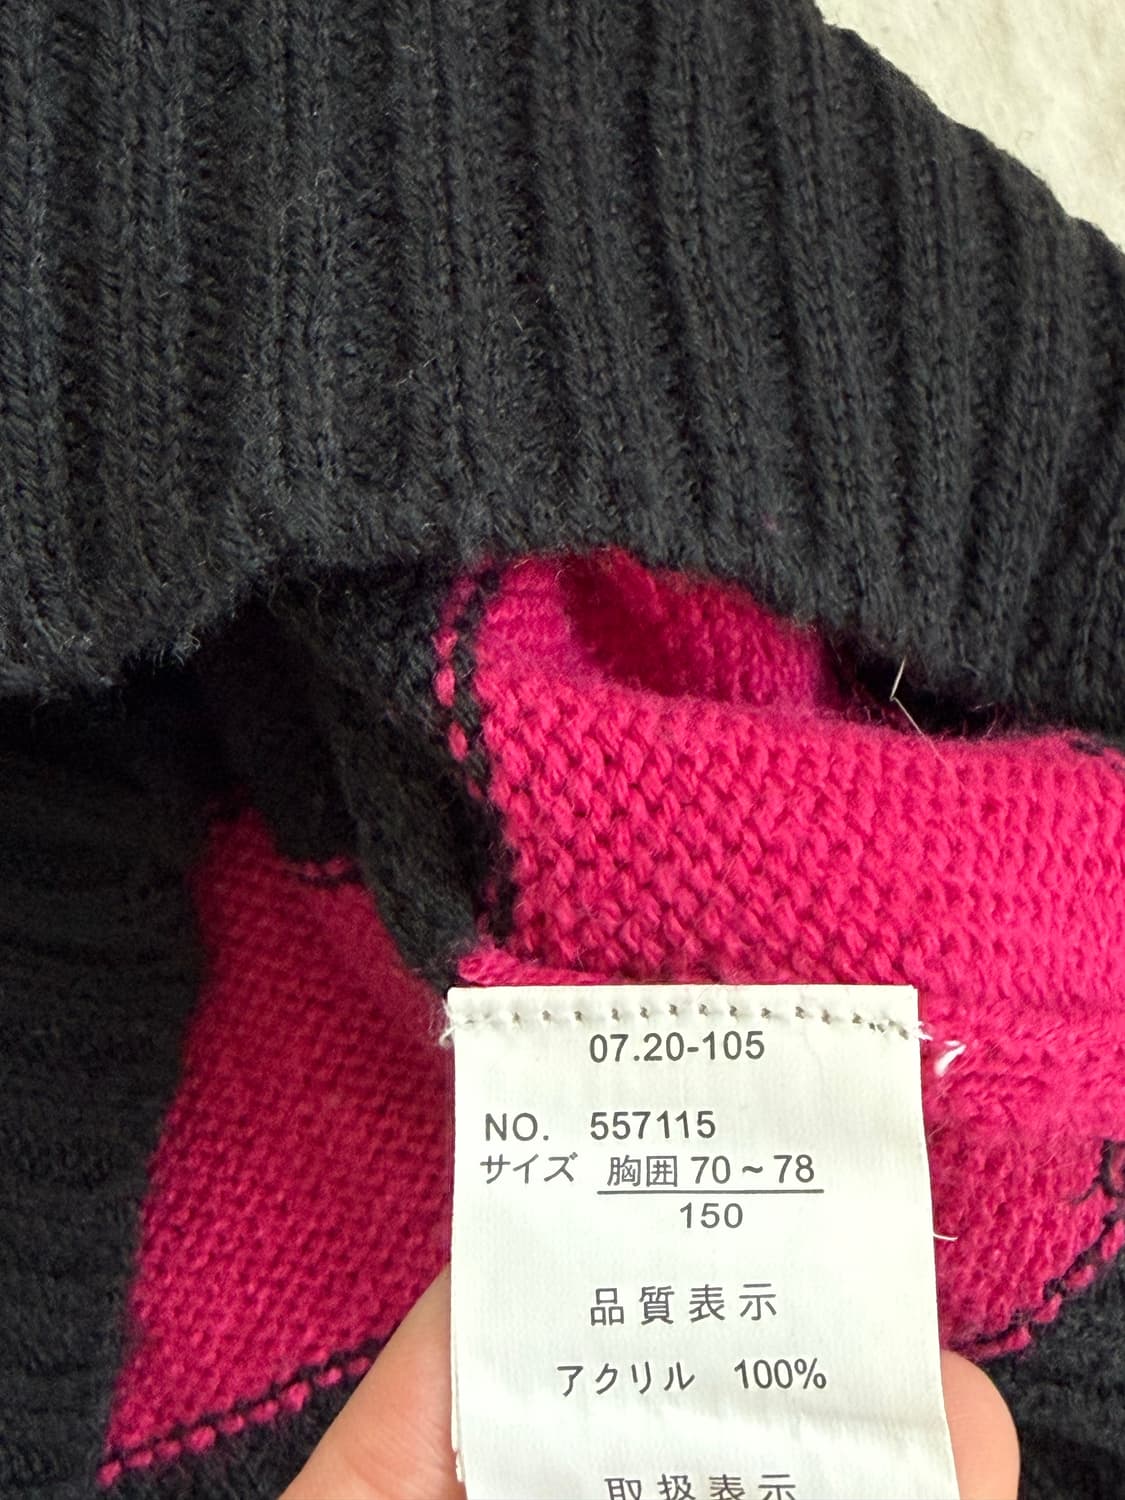 07.20-105
NO. 557115
サイズ 胸囲 70~78
150
品質表示
アクリル 100%
取扱表示